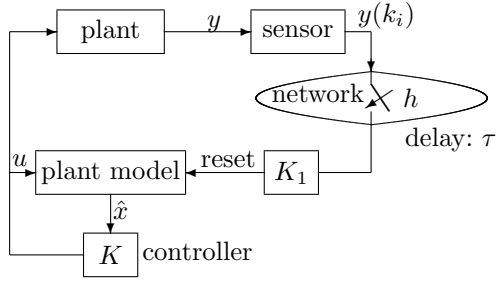 plant
y
sensor
y(k_i)
network
h
delay: τ
u
plant model
reset
K_1
x̂
K
controller